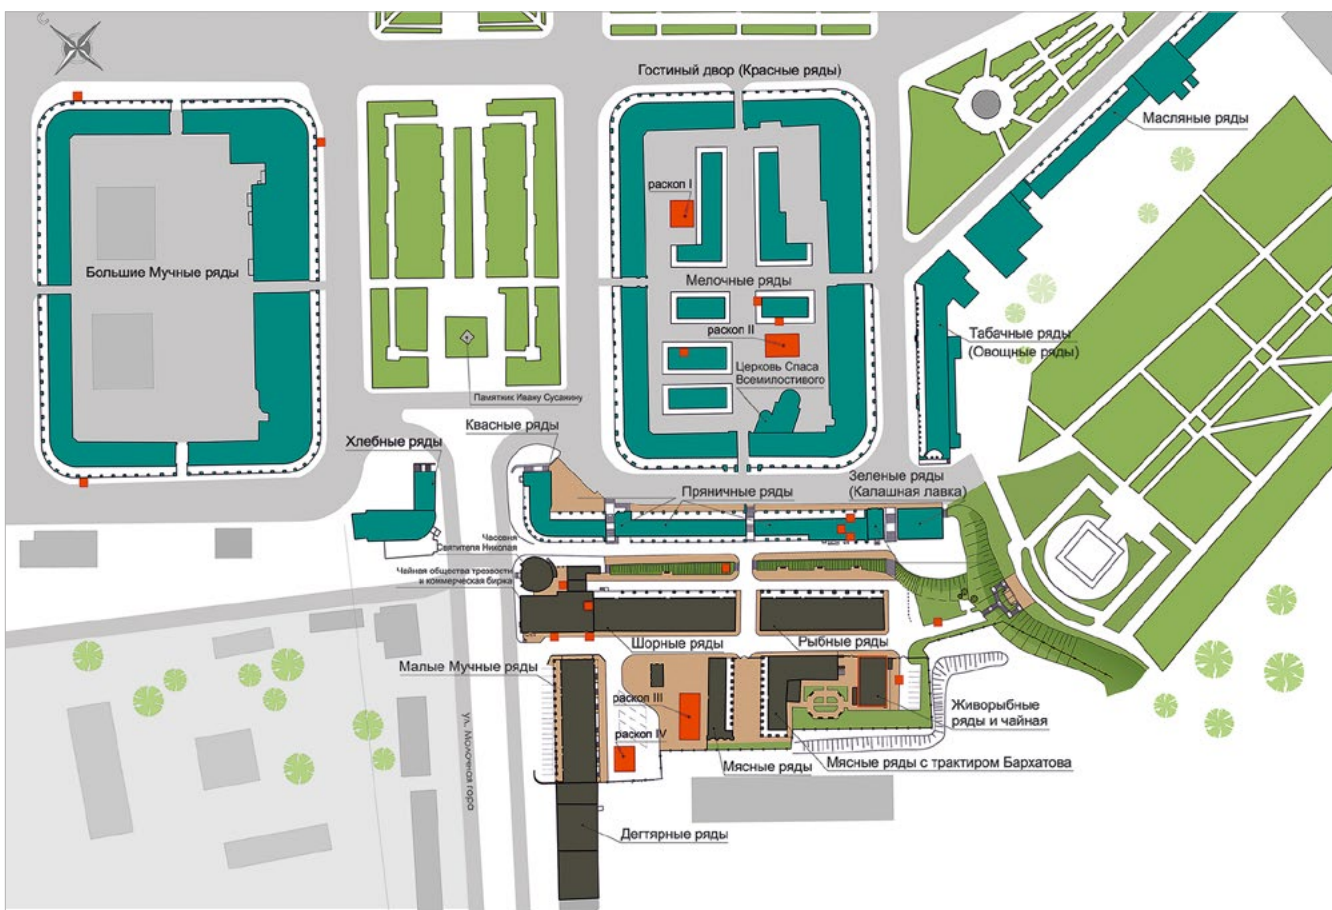 Гостиный двор (Красные ряды)
Масляные ряды
раскоп I
Большие Мучные ряды
Мелочные ряды
раскоп II
Табачные ряды
(Овощные ряды)
Церковь Спаса
Всемилостивого
Памятник Ивану Сусанину
Квасные ряды
Хлебные ряды
Пряничные ряды
Зеленые ряды
(Калашная лавка)
Часовня
Святителя Николая
Чайная общества трезвости
и коммерческая биржа
Шорные ряды
Рыбные ряды
Малые Мучные ряды
раскоп III
Живорыбные
ряды и чайная
раскоп IV
ул. Молочная гора
Мясные ряды
Мясные ряды с трактиром Бархатова
Дегтярные ряды